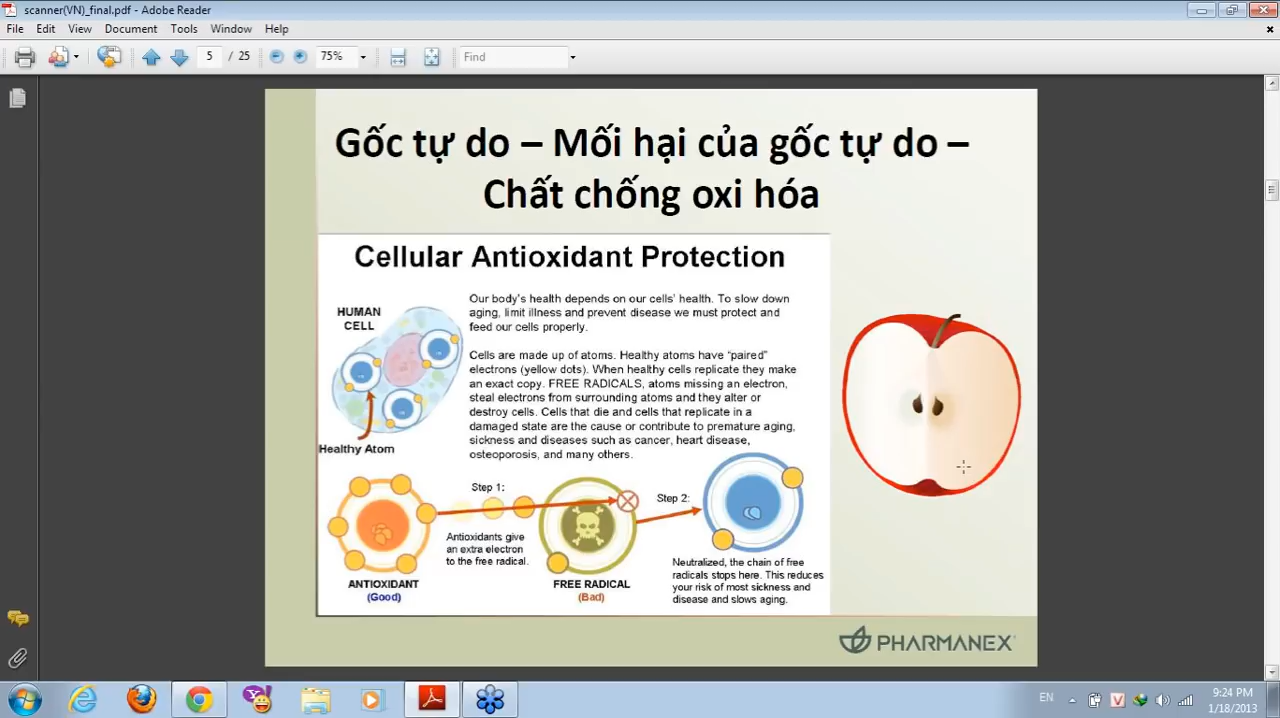 scanner(VN)_final.pdf - Adobe Reader
File Edit View Document Tools Window Help
5 / 25 75% Find
Gốc tự do – Mối hại của gốc tự do –
Chất chống oxi hóa
Cellular Antioxidant Protection
HUMAN
CELL
Healthy Atom
Our body's health depends on our cells' health. To slow down
aging, limit illness and prevent disease we must protect and
feed our cells properly.
Cells are made up of atoms. Healthy atoms have "paired"
electrons (yellow dots). When healthy cells replicate they make
an exact copy. FREE RADICALS, atoms missing an electron,
steal electrons from surrounding atoms and they alter or
destroy cells. Cells that die and cells that replicate in a
damaged state are the cause or contribute to premature aging,
sickness and diseases such as cancer, heart disease,
osteoporosis, and many others.
Step 1:
Antioxidants give
an extra electron
to the free radical.
Step 2:
ANTIOXIDANT
(Good)
FREE RADICAL
(Bad)
Neutralized, the chain of free
radicals stops here. This reduces
your risk of most sickness and
disease and slows aging.
PHARMANEX
EN
9:24 PM
1/18/2013